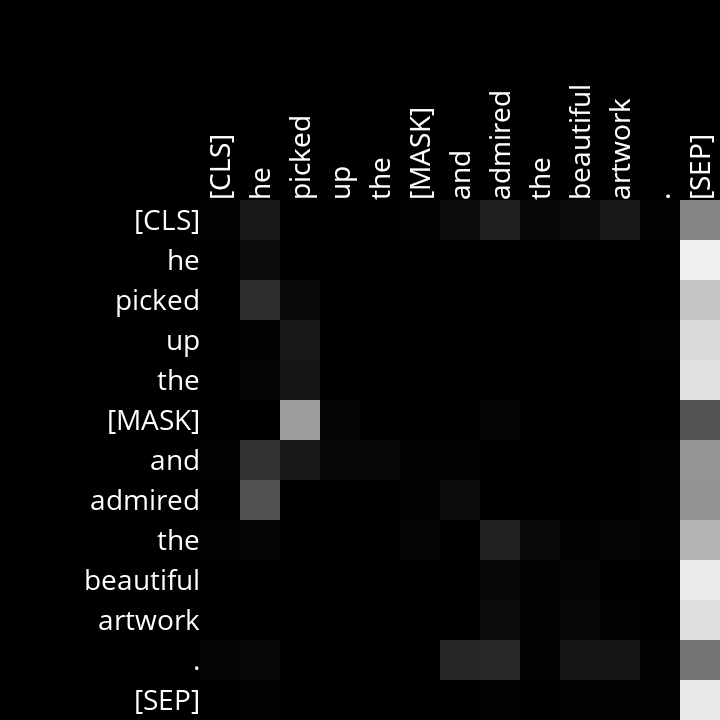 [CLS] he picked up the [MASK] and admired the beautiful artwork . [SEP]
[CLS]
he
picked
up
the
[MASK]
and
admired
the
beautiful
artwork
.
[SEP]